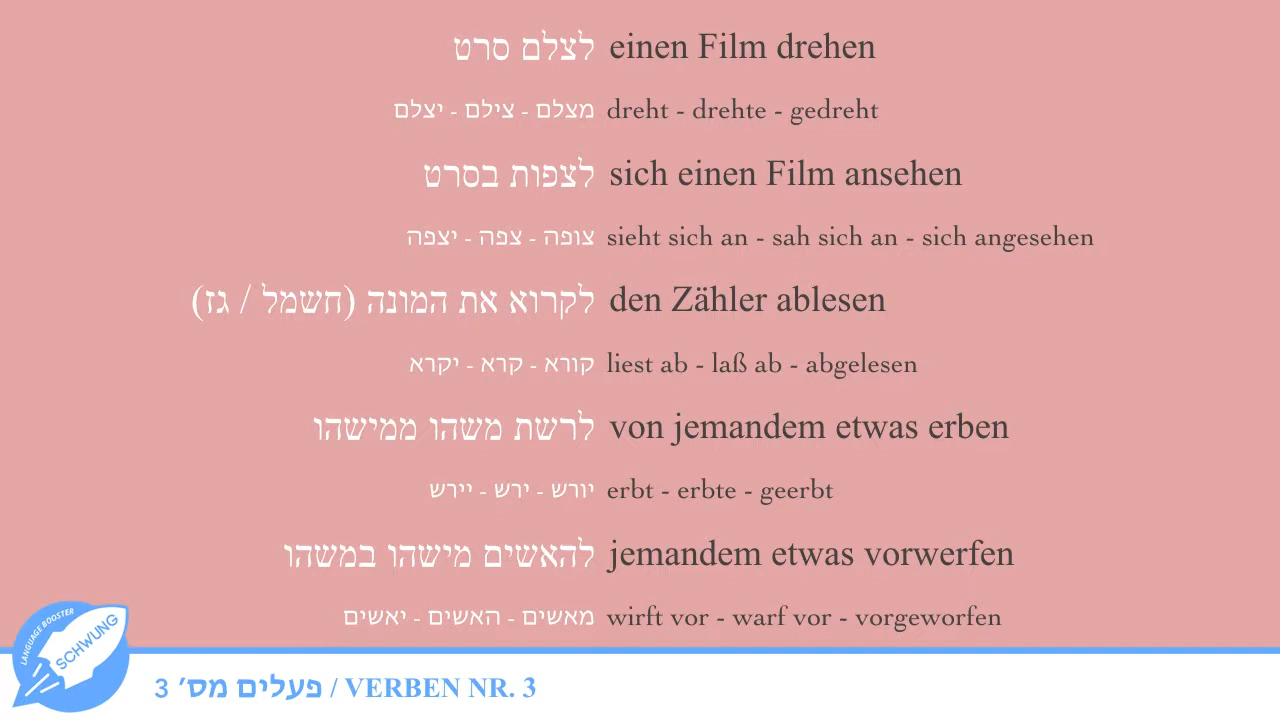 לצלם סרט einen Film drehen
מצלם - צילם - יצלם dreht - drehte - gedreht
לצפות בסרט sich einen Film ansehen
צופה - צפה - יצפה sieht sich an - sah sich an - sich angesehen
לקרוא את המונה (חשמל / גז) den Zähler ablesen
קורא - קרא - יקרא liest ab - laß ab - abgelesen
לרשת משהו ממישהו von jemandem etwas erben
יורש - ירש - יירש erbt - erbte - geerbt
להאשים מישהו במשהו jemandem etwas vorwerfen
מאשים - האשים - יאשים wirft vor - warf vor - vorgeworfen
LANGUAGE BOOSTER
SCHWUNG
פעלים מס׳ 3 / VERBEN NR. 3